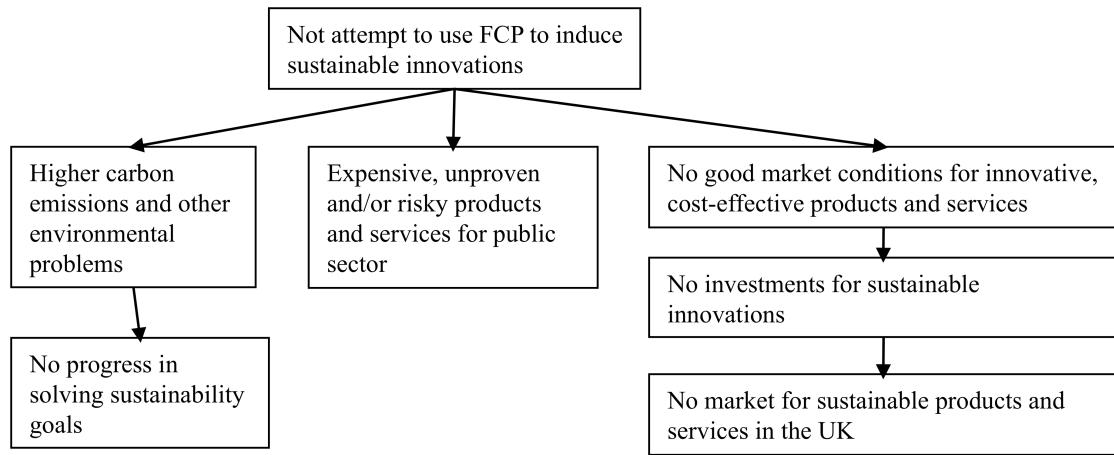 Not attempt to use FCP to induce
sustainable innovations
Higher carbon
emissions and other
environmental
problems
Expensive, unproven
and/or risky products
and services for public
sector
No good market conditions for innovative,
cost-effective products and services
No investments for sustainable
innovations
No progress in
solving sustainability
goals
No market for sustainable products and
services in the UK